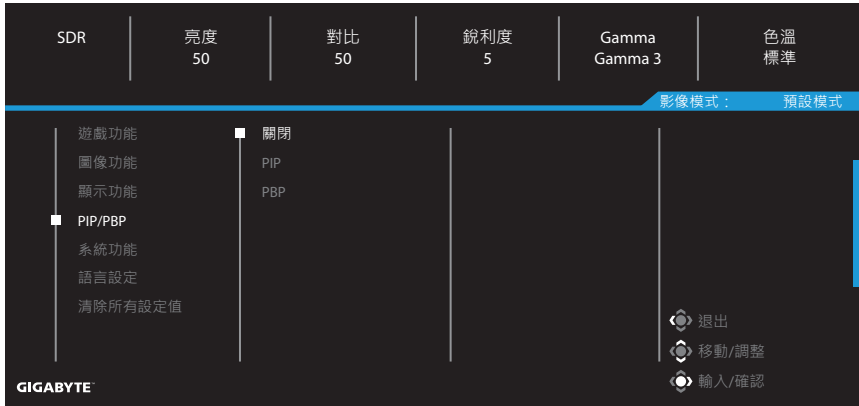 SDR
亮度
50
對比
50
銳利度
5
Gamma
Gamma 3
色溫
標準
影像模式： 預設模式
遊戲功能
圖像功能
顯示功能
PIP/PBP
系統功能
語言設定
清除所有設定值
關閉
PIP
PBP
退出
移動/調整
輸入/確認
GIGABYTE™